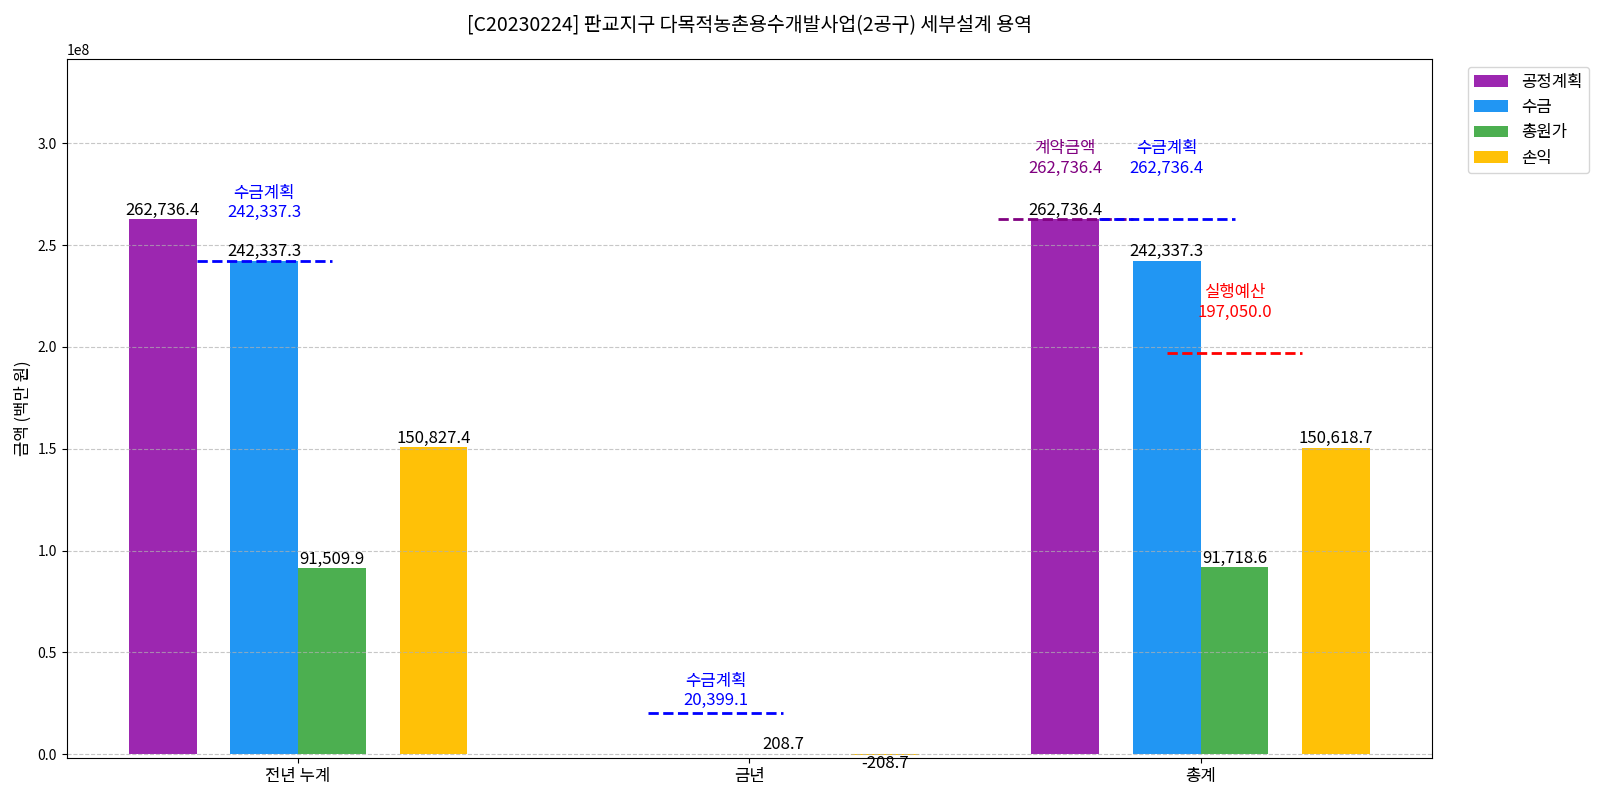 [C20230224] 판교지구 다목적농촌용수개발사업(2공구) 세부설계 용역
1e8
공정계획
수금
총원가
손익
3.0
2.5
2.0
1.5
1.0
0.5
0.0
금액 (백만 원)
262,736.4
수금계획
242,337.3
242,337.3
91,509.9
150,827.4
수금계획
20,399.1
208.7
-208.7
계약금액
262,736.4
262,736.4
수금계획
262,736.4
242,337.3
실행예산
197,050.0
91,718.6
150,618.7
전년 누계
금년
총계